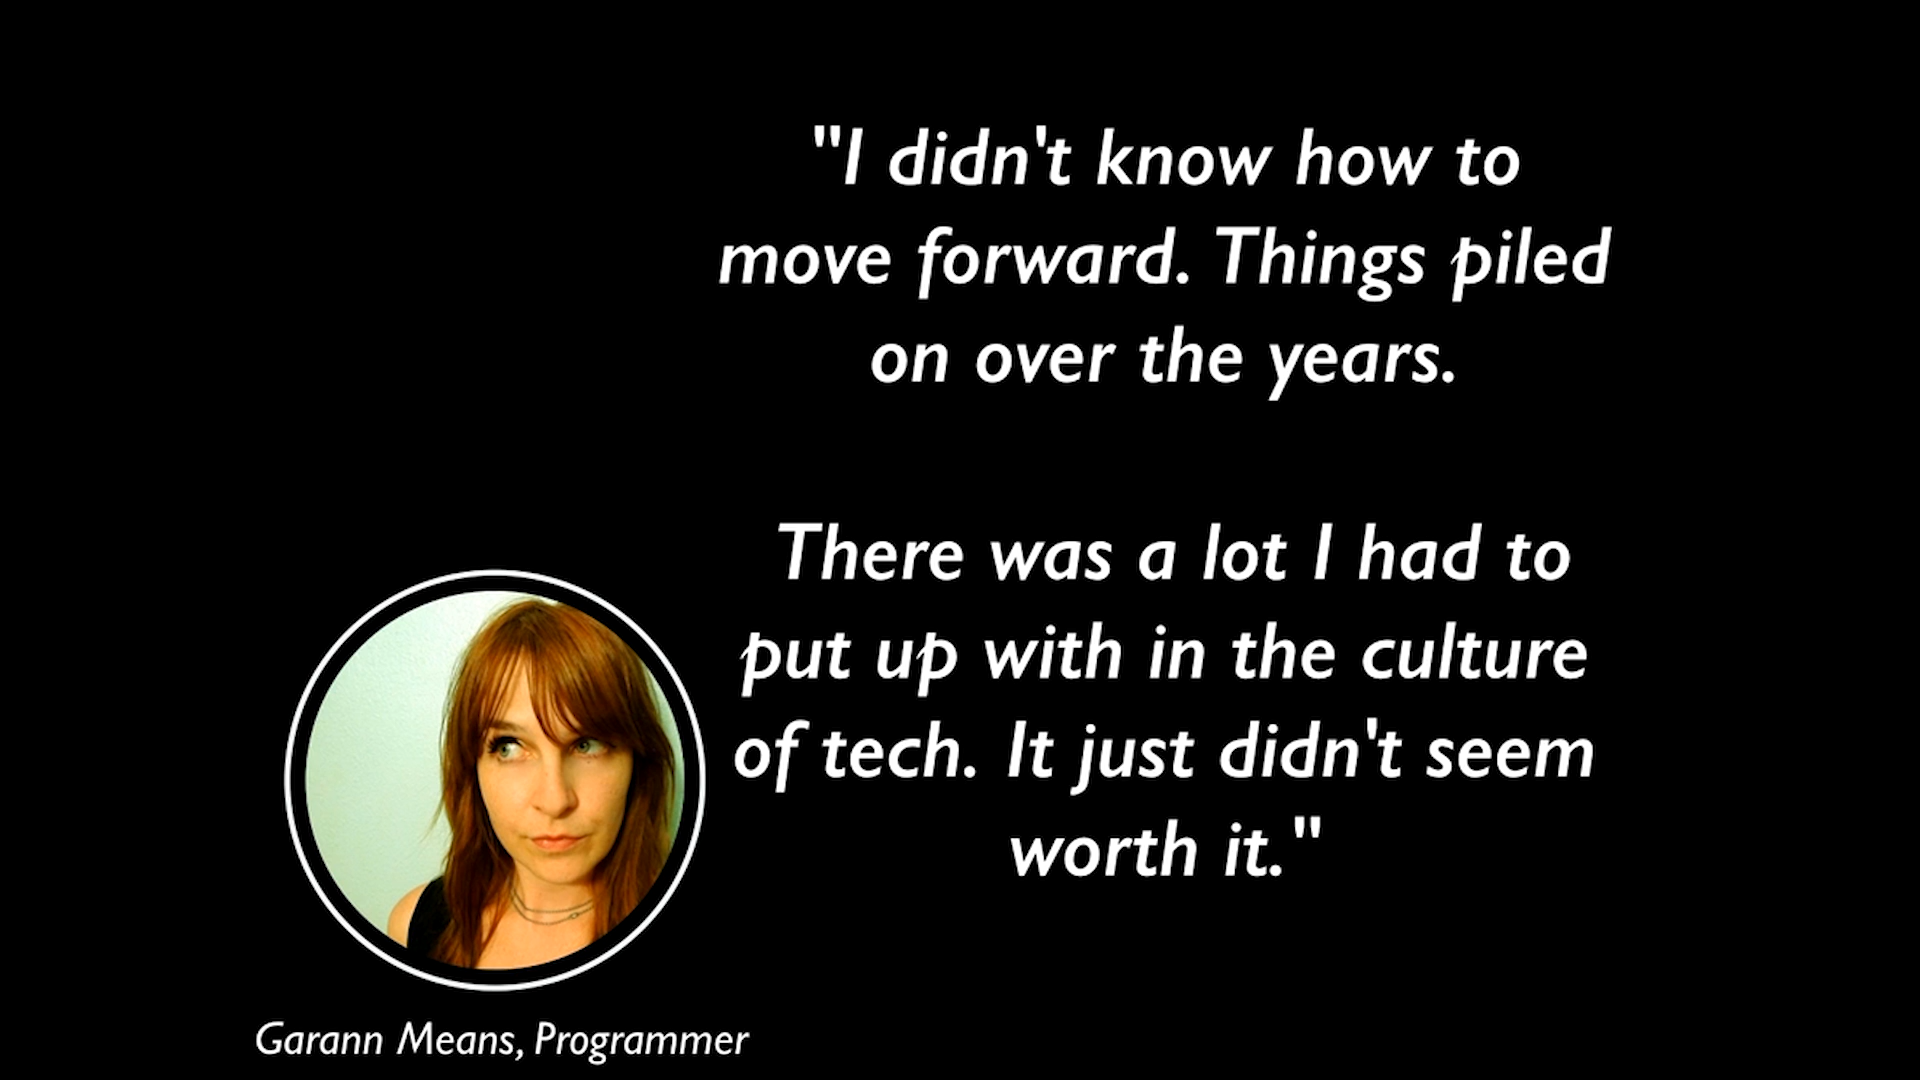 "I didn't know how to
move forward. Things piled
on over the years.
There was a lot I had to
put up with in the culture
of tech. It just didn't seem
worth it."
Garann Means, Programmer